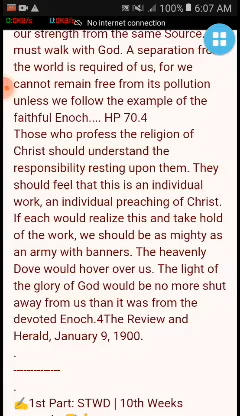 100% 6:07 AM
0:0KB/s U:0KB/s No internet connection
our strength from the same Source.
must walk with God. A separation fro
the world is required of us, for we
cannot remain free from its pollution
unless we follow the example of the
faithful Enoch.... HP 70.4
Those who profess the religion of
Christ should understand the
responsibility resting upon them. They
should feel that this is an individual
work, an individual preaching of Christ.
If each would realize this and take hold
of the work, we should be as mighty as
an army with banners. The heavenly
Dove would hover over us. The light of
the glory of God would be no more shut
away from us than it was from the
devoted Enoch.4The Review and
Herald, January 9, 1900.
.
---------------
.
✍️1st Part: STWD | 10th Weeks